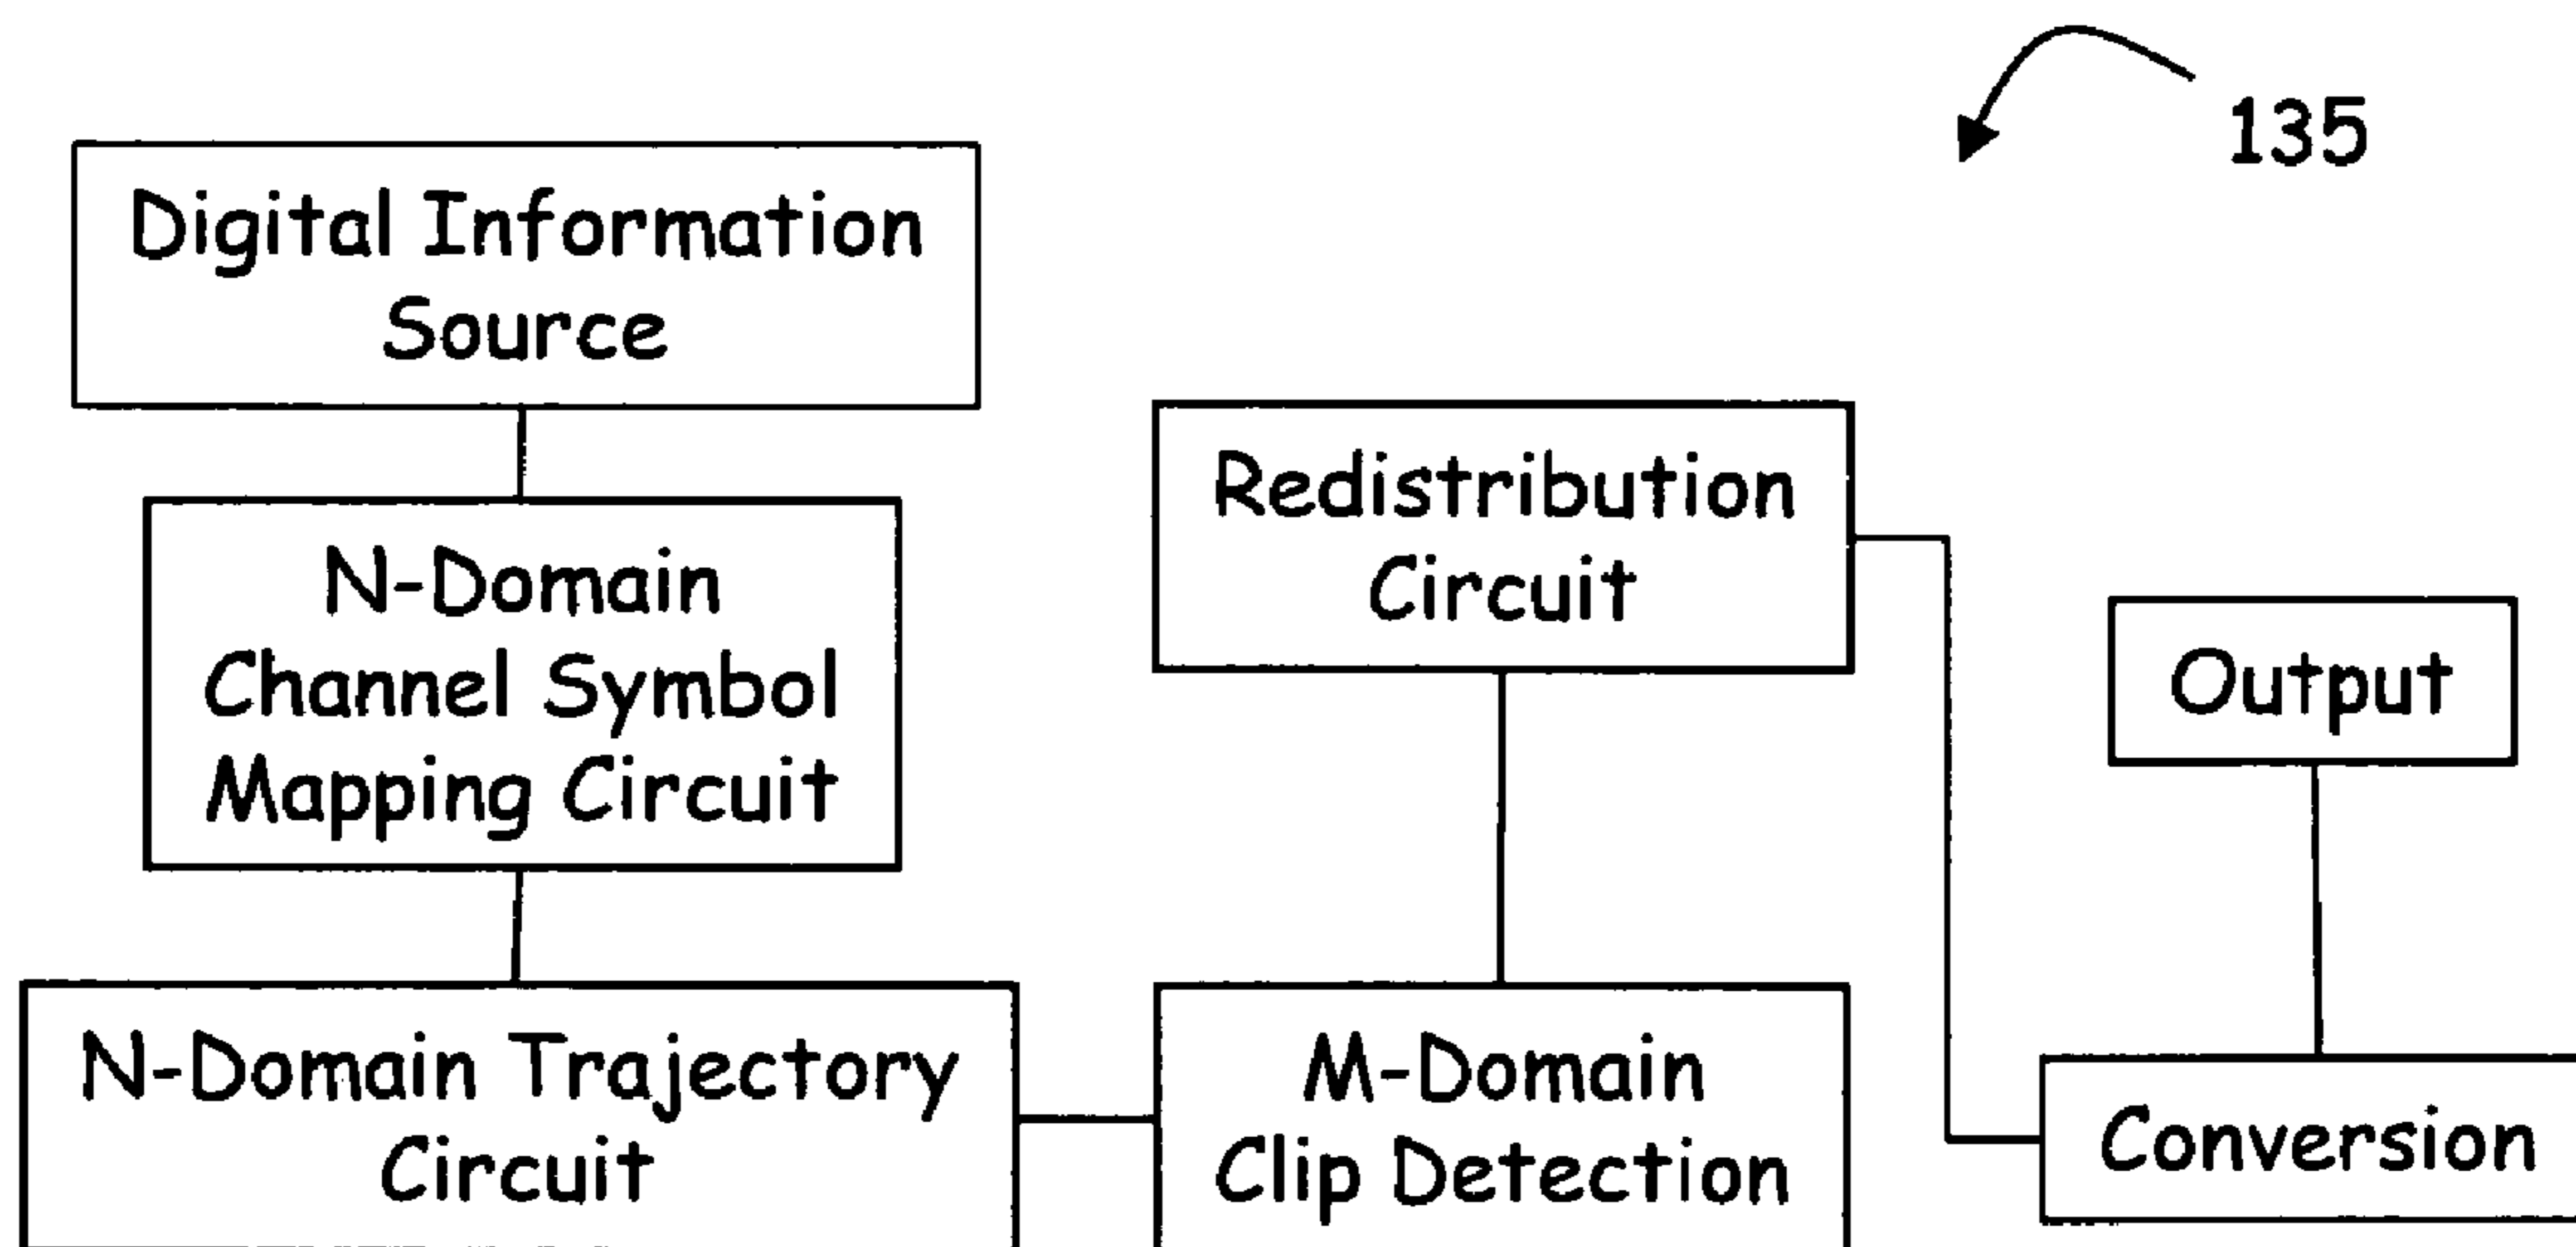 135
Digital Information
Source
N-Domain
Channel Symbol
Mapping Circuit
N-Domain Trajectory
Circuit
M-Domain
Clip Detection
Redistribution
Circuit
Conversion
Output